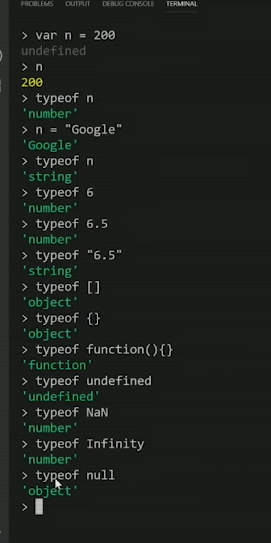 PROBLEMS OUTPUT DEBUG CONSOLE TERMINAL
> var n = 200
undefined
> n
200
> typeof n
'number'
> n = "Google"
'Google'
> typeof n
'string'
> typeof 6
'number'
> typeof 6.5
'number'
> typeof "6.5"
'string'
> typeof []
'object'
> typeof {}
'object'
> typeof function(){}
'function'
> typeof undefined
'undefined'
> typeof NaN
'number'
> typeof Infinity
'number'
> typeof null
'object'
>